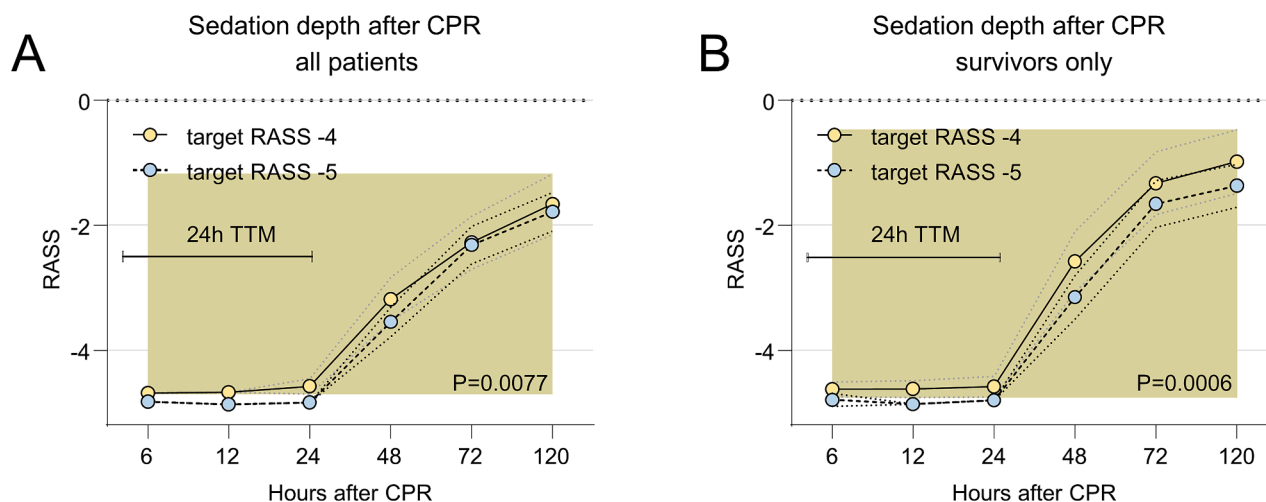 A
Sedation depth after CPR
all patients
0
-2
-4
RASS
target RASS -4
target RASS -5
24h TTM
P=0.0077
6 12 24 48 72 120
Hours after CPR
B
Sedation depth after CPR
survivors only
0
-2
-4
RASS
target RASS -4
target RASS -5
24h TTM
P=0.0006
6 12 24 48 72 120
Hours after CPR